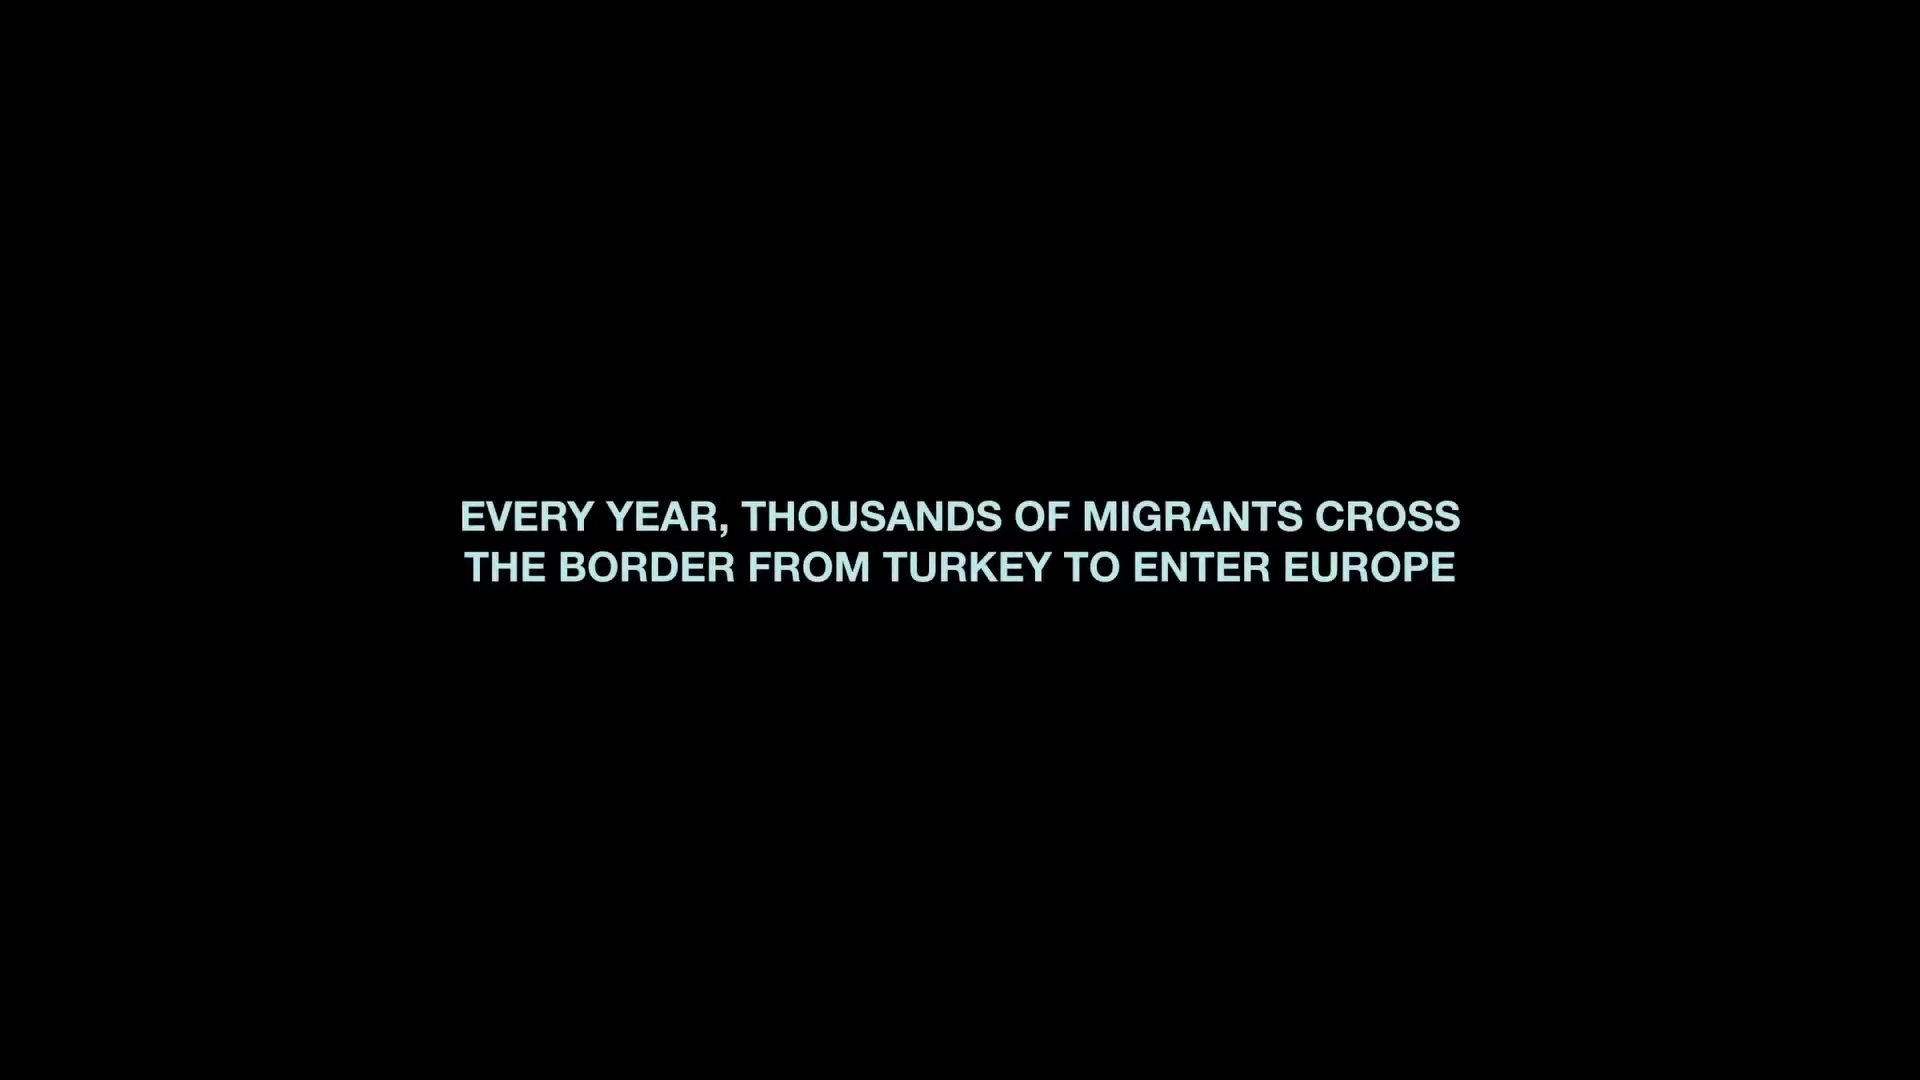 EVERY YEAR, THOUSANDS OF MIGRANTS CROSS
THE BORDER FROM TURKEY TO ENTER EUROPE